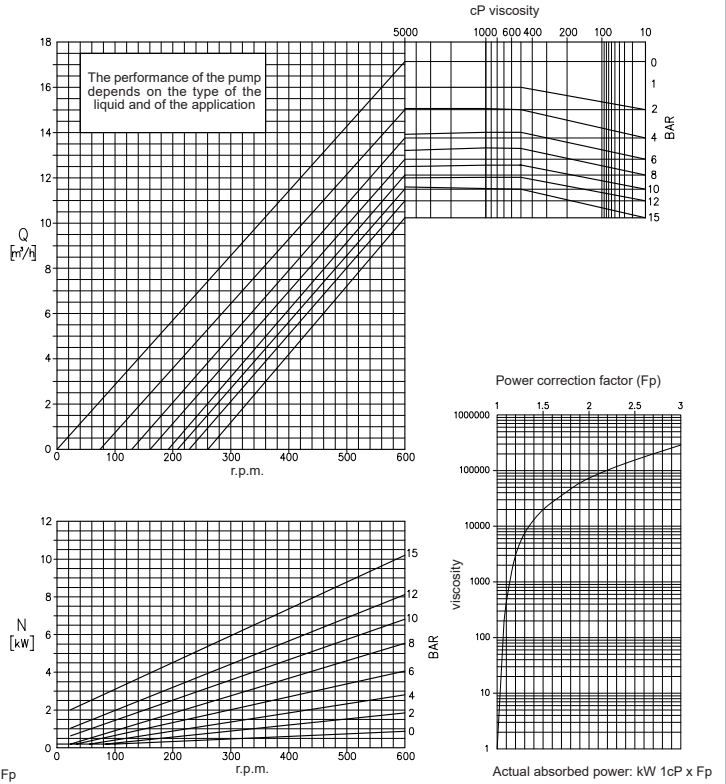 cP viscosity
5000 1000 600 400 200 100 10
18
16
14
12
10
8
6
4
2
0
Q
[m³/h]
The performance of the pump
depends on the type of the
liquid and of the application
0
1
2
4
6
8
10
12
15
BAR
0 100 200 300 400 500 600
r.p.m.
12
10
8
6
4
2
0
N
[kW]
15
12
10
8
6
4
2
0
BAR
0 100 200 300 400 500 600
r.p.m.
Fp
Power correction factor (Fp)
1 1.5 2 2.5 3
1000000
100000
10000
1000
100
10
1
viscosity
Actual absorbed power: kW 1cP x Fp